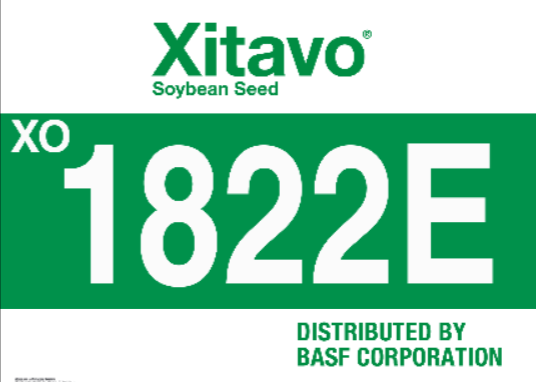 Xitavo®
Soybean Seed
XO
1822E
DISTRIBUTED BY
BASF CORPORATION